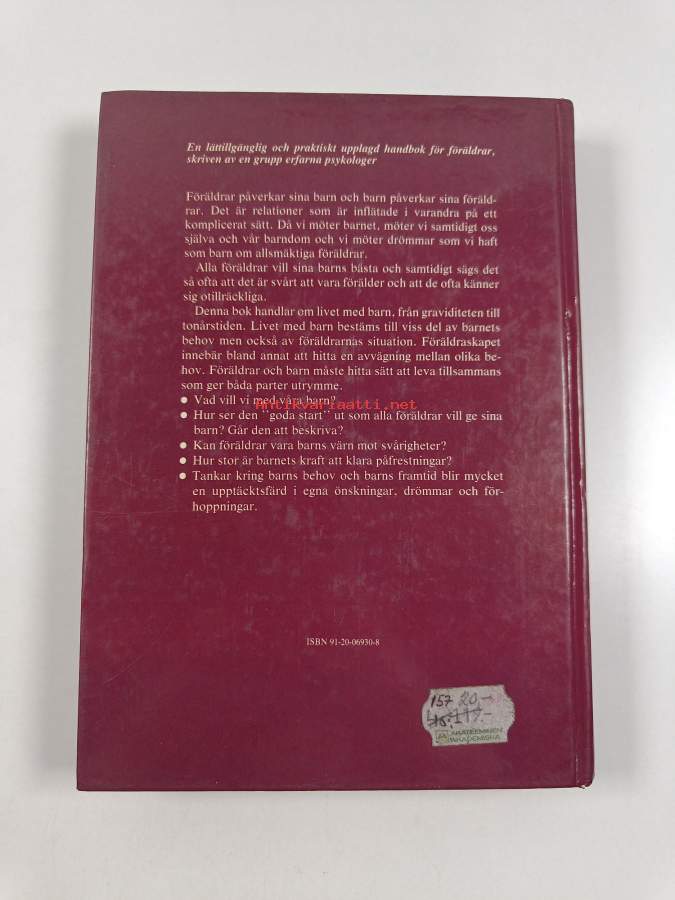 En lättillgänglig och praktiskt upplagd handbok för föräldrar,
skriven av en grupp erfarna psykologer
Föräldrar påverkar sina barn och barn påverkar sina föräld-
rar. Det är relationer som är inflätade i varandra på ett
komplicerat sätt. Då vi möter barnet, möter vi samtidigt oss
själva och vår barndom och vi möter drömmar som vi haft
som barn om allsmäktiga föräldrar.
Alla föräldrar vill sina barns bästa och samtidigt sägs det
så ofta att det är svårt att vara förälder och att de ofta känner
sig otillräckliga.
Denna bok handlar om livet med barn, från graviditeten till
tonårstiden. Livet med barn bestäms till viss del av barnets
behov men också av föräldrarnas situation. Föräldraskapet
innebär bland annat att hitta en avvägning mellan olika be-
hov. Föräldrar och barn måste hitta sätt att leva tillsammans
som ger båda parter utrymme.
• Vad vill vi med våra barn?
Antikvariaatti.net
• Hur ser den "goda start" ut som alla föräldrar vill ge sina
barn? Går den att beskriva?
• Kan föräldrar vara barns värn mot svårigheter?
• Hur stor är barnets kraft att klara påfrestningar?
• Tankar kring barns behov och barns framtid blir mycket
en upptäcktsfärd i egna önskningar, drömmar och för-
hoppningar.
ISBN 91-20-06930-8
157 20,-
AKATEEMINEN
AKADEMISKA